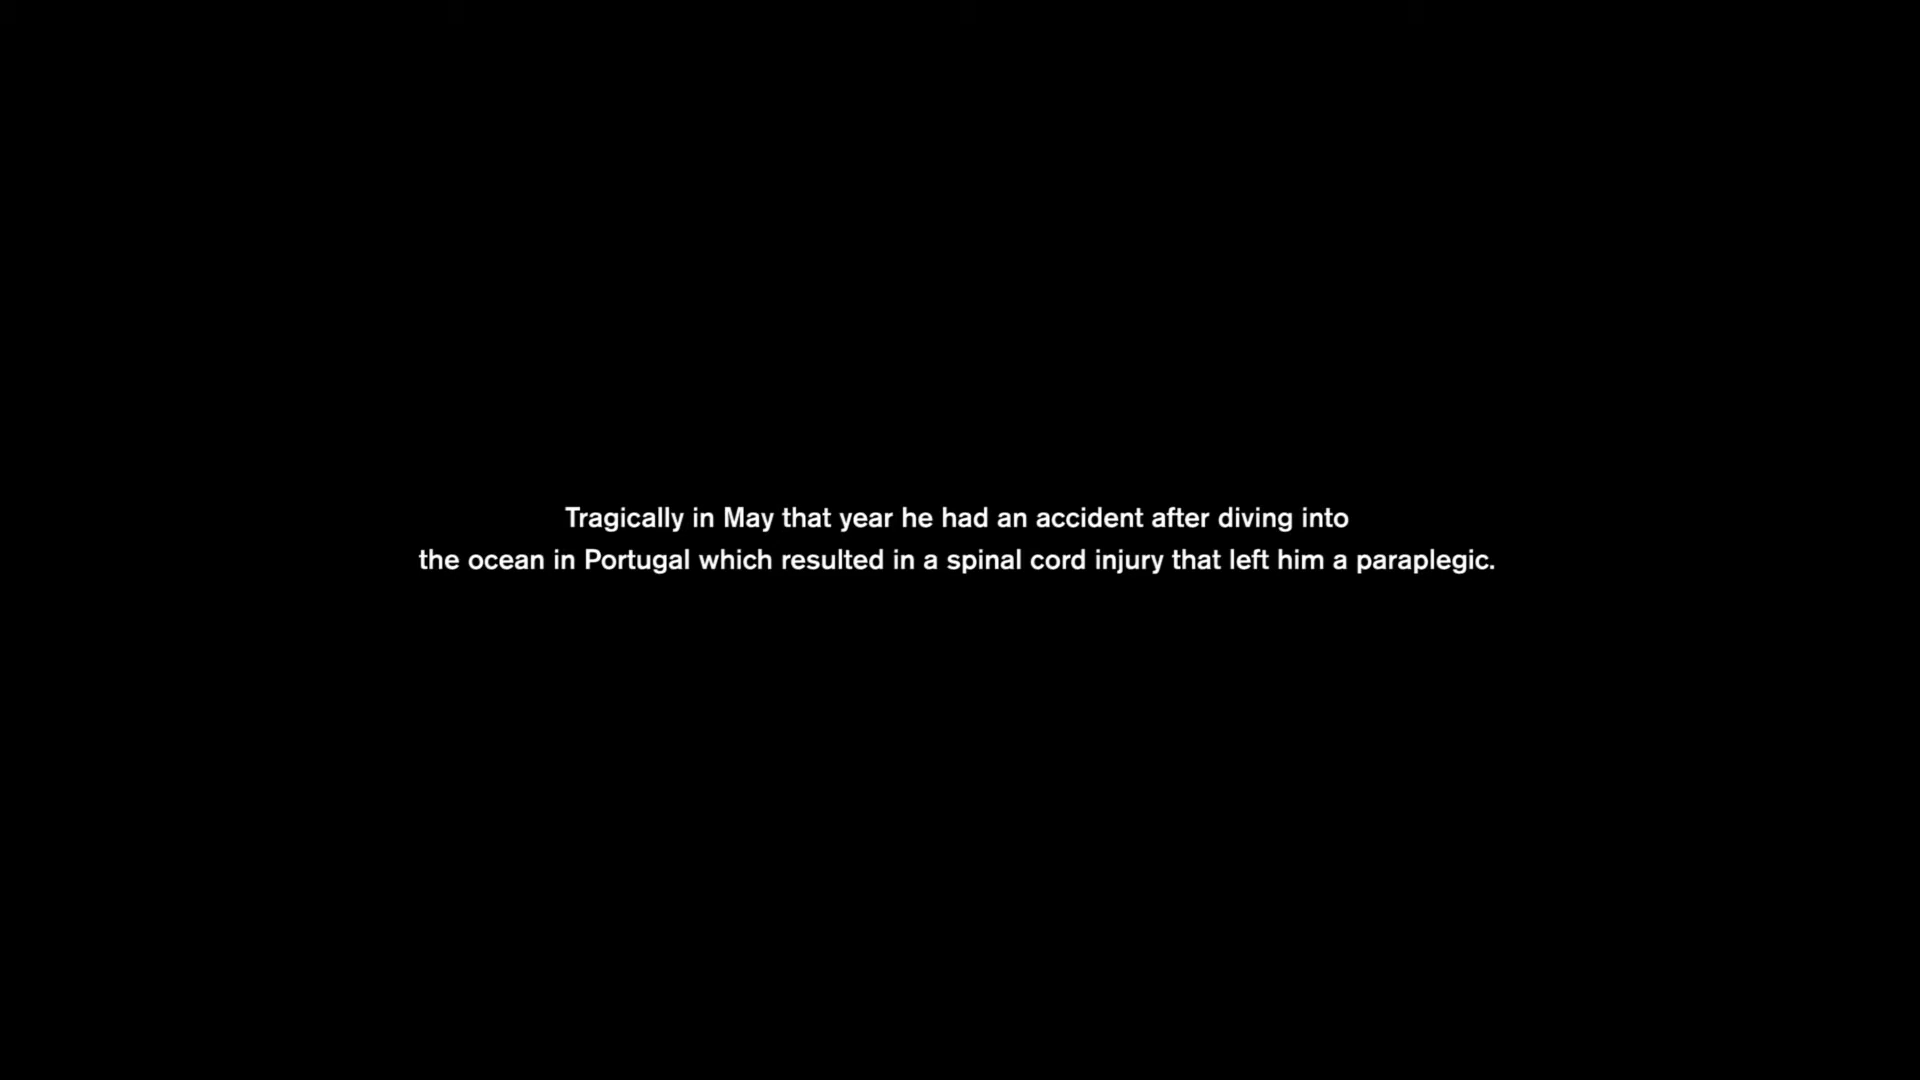 Tragically in May that year he had an accident after diving into
the ocean in Portugal which resulted in a spinal cord injury that left him a paraplegic.